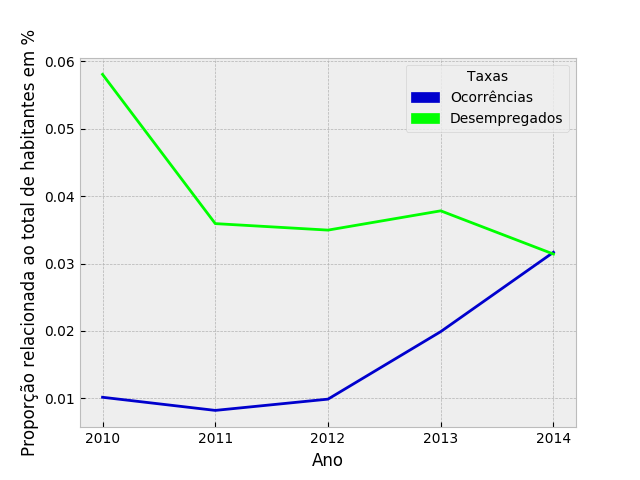 Proporção relacionada ao total de habitantes em %
0.06
0.05
0.04
0.03
0.02
0.01
Taxas
Ocorrências
Desempregados
2010 2011 2012 2013 2014
Ano